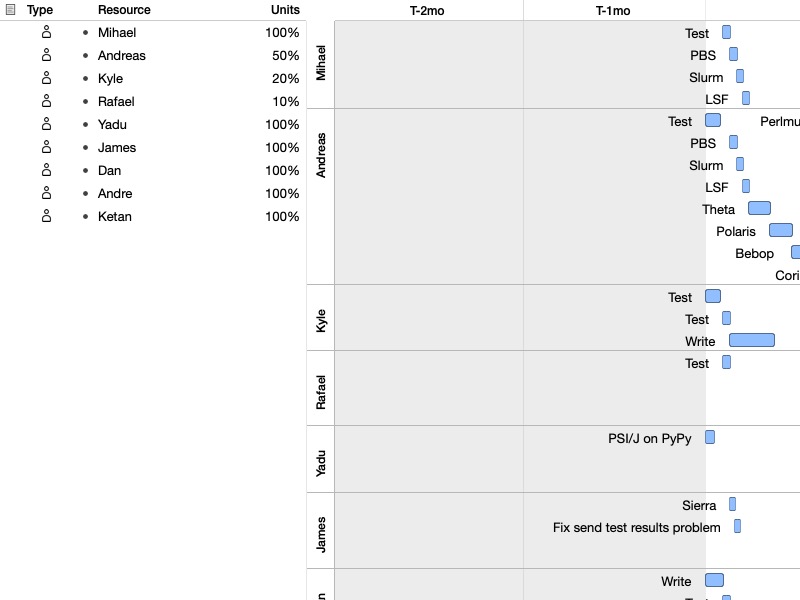 Type Resource Units T-2mo T-1mo
Mihael 100%
Andreas 50%
Kyle 20%
Rafael 10%
Yadu 100%
James 100%
Dan 100%
Andre 100%
Ketan 100%
Mihael
Test
PBS
Slurm
LSF
Andreas
Test Perlmu
PBS
Slurm
LSF
Theta
Polaris
Bebop
Cori
Kyle
Test
Test
Write
Rafael
Test
Yadu
PSI/J on PyPy
James
Sierra
Fix send test results problem
Write